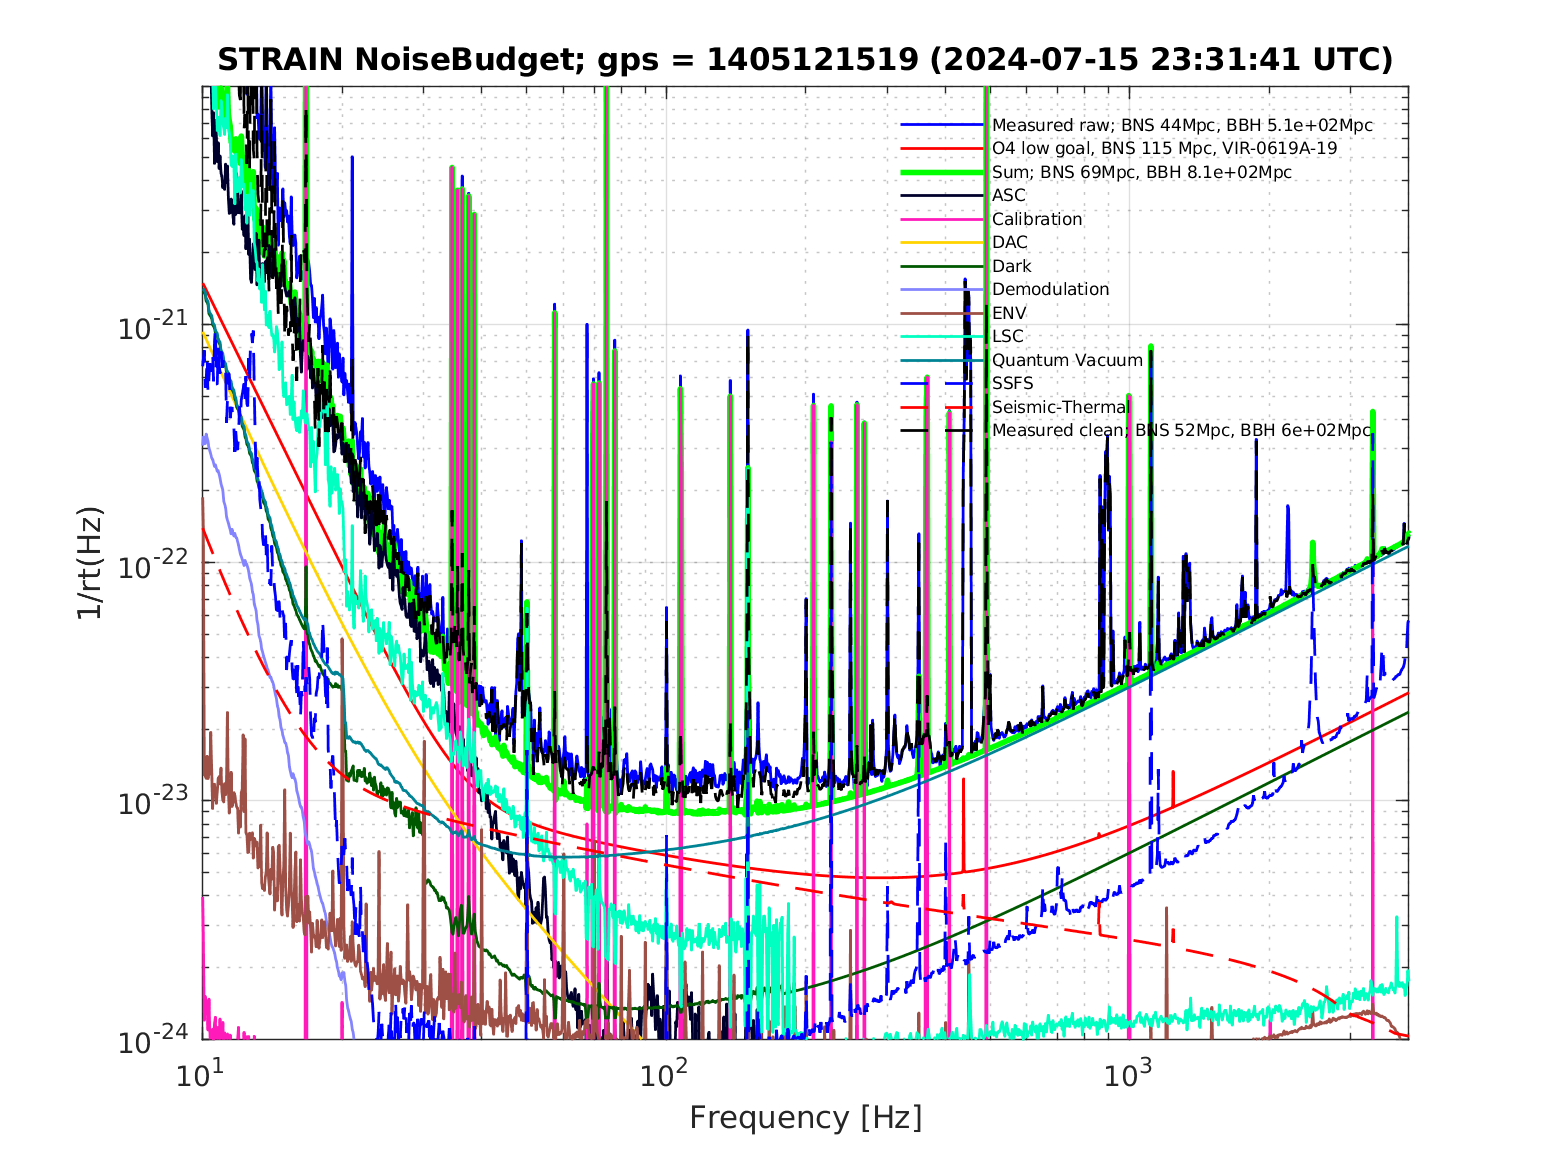 STRAIN NoiseBudget; gps = 1405121519 (2024-07-15 23:31:41 UTC)
Measured raw; BNS 44Mpc, BBH 5.1e+02Mpc
O4 low goal, BNS 115 Mpc, VIR-0619A-19
Sum; BNS 69Mpc, BBH 8.1e+02Mpc
ASC
Calibration
DAC
Dark
Demodulation
ENV
LSC
Quantum Vacuum
SSFS
Seismic-Thermal
Measured clean; BNS 52Mpc, BBH 6e+02Mpc
1/rt(Hz)
10^-21
10^-22
10^-23
10^-24
10^1
10^2
10^3
Frequency [Hz]